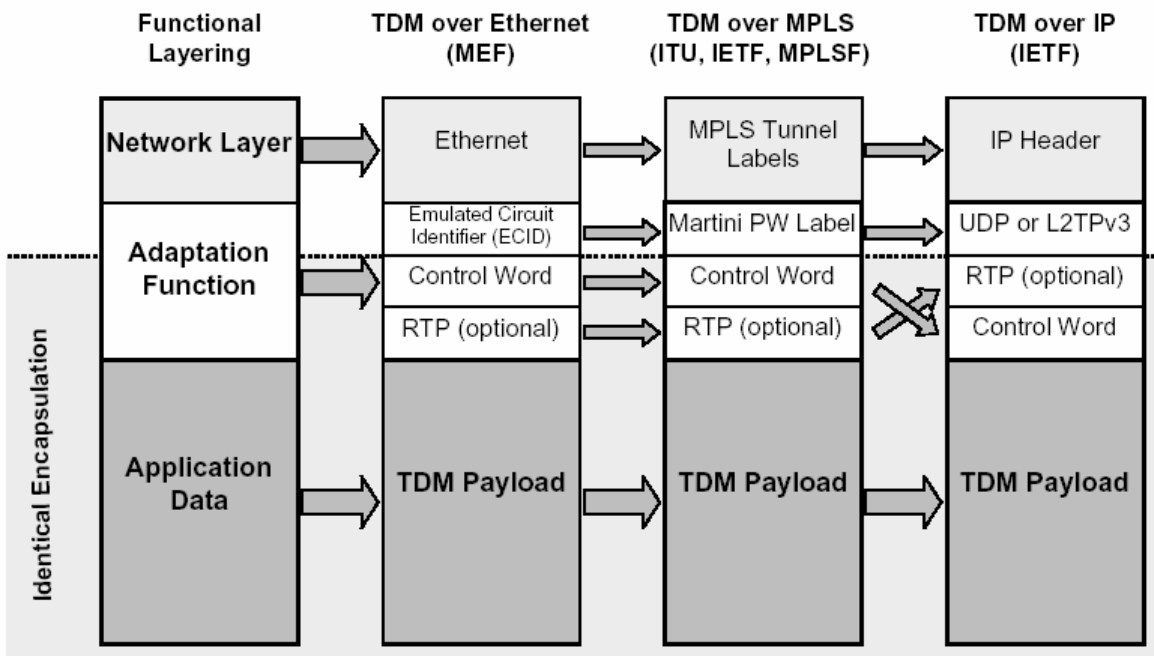 Functional
Layering
TDM over Ethernet
(MEF)
TDM over MPLS
(ITU, IETF, MPLSF)
TDM over IP
(IETF)
Network Layer
Ethernet
MPLS Tunnel
Labels
IP Header
Adaptation
Function
Emulated Circuit
Identifier (ECID)
Martini PW Label
UDP or L2TPv3
Control Word
Control Word
RTP (optional)
RTP (optional)
RTP (optional)
Control Word
Identical Encapsulation
Application
Data
TDM Payload
TDM Payload
TDM Payload